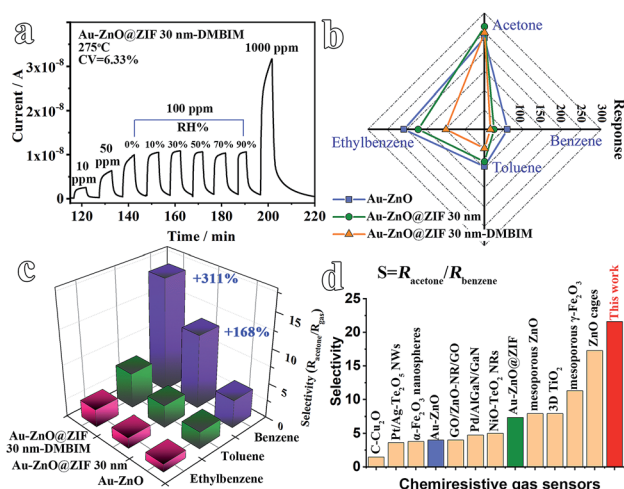 a
Au-ZnO@ZIF 30 nm-DMBIM
275°C
CV=6.33%
1000 ppm
100 ppm
RH%
0% 10% 30% 50% 70% 90%
50
ppm
10
ppm
Current / A
3x10⁻⁸
2x10⁻⁸
1x10⁻⁸
0
120 140 160 180 200 220
Time / min
b
Acetone
Ethylbenzene
Benzene
Toluene
100 150 200 250 300
Response
Au-ZnO
Au-ZnO@ZIF 30 nm
Au-ZnO@ZIF 30 nm-DMBIM
c
+311%
+168%
15
10
5
0
Selectivity (Racetone/Rgas)
Benzene
Toluene
Ethylbenzene
Au-ZnO@ZIF
30 nm-DMBIM
Au-ZnO@ZIF 30 nm
Au-ZnO
d
S=Racetone/Rbenzene
Selectivity
25
20
15
10
5
0
C-Cu₂O
Pt/Ag-Te₂O₅ NWs
α-Fe₂O₃ nanospheres
Au-ZnO
GO/ZnO-NR/GO
Pd/AlGaN/GaN
NiO-TeO₂ NRs
Au-ZnO@ZIF
mesoporous ZnO
3D TiO₂
mesoporous γ-Fe₂O₃
ZnO cages
This work
Chemiresistive gas sensors